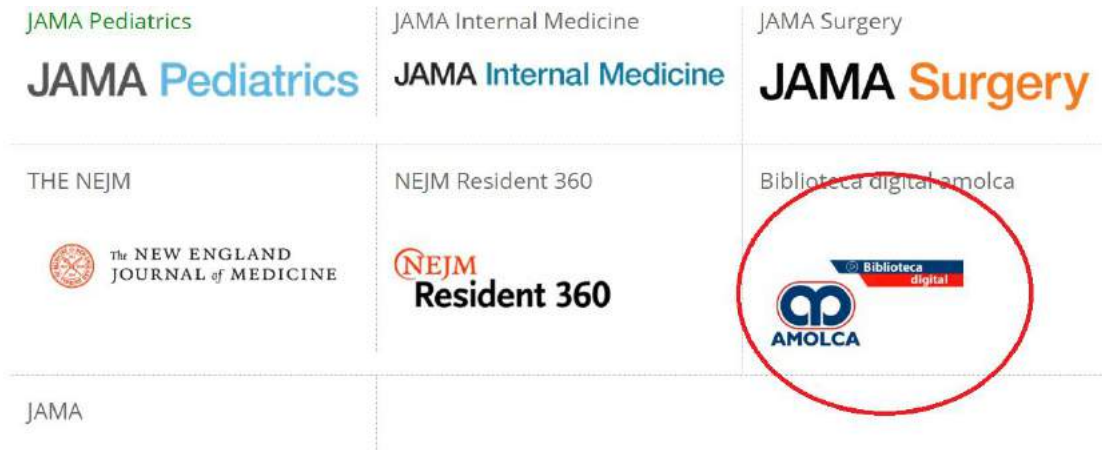 JAMA Pediatrics
JAMA Internal Medicine
JAMA Surgery
JAMA Pediatrics
JAMA Internal Medicine
JAMA Surgery
THE NEJM
NEJM Resident 360
Biblioteca digital amolca
The NEW ENGLAND
JOURNAL of MEDICINE
NEJM
Resident 360
Biblioteca
digital
AMOLCA
JAMA